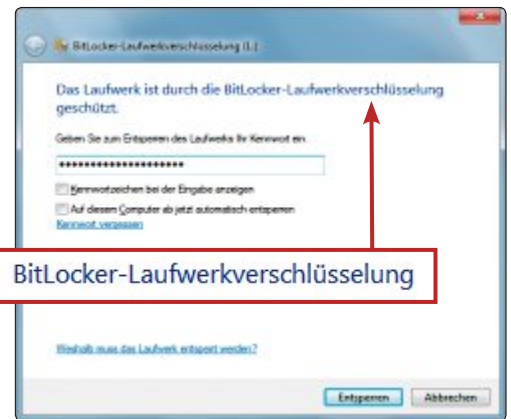 BitLocker-Laufwerkverschlüsselung (L:)
Das Laufwerk ist durch die BitLocker-Laufwerkverschlüsselung
geschützt.
Geben Sie zum Entsperren des Laufwerks Ihr Kennwort ein.
••••••••••••••••••••
Kennwortzeichen bei der Eingabe anzeigen
Auf diesem Computer ab jetzt automatisch entsperren
Kennwort vergessen
BitLocker-Laufwerkverschlüsselung
Weshalb muss das Laufwerk entsperrt werden?
Entsperren Abbrechen